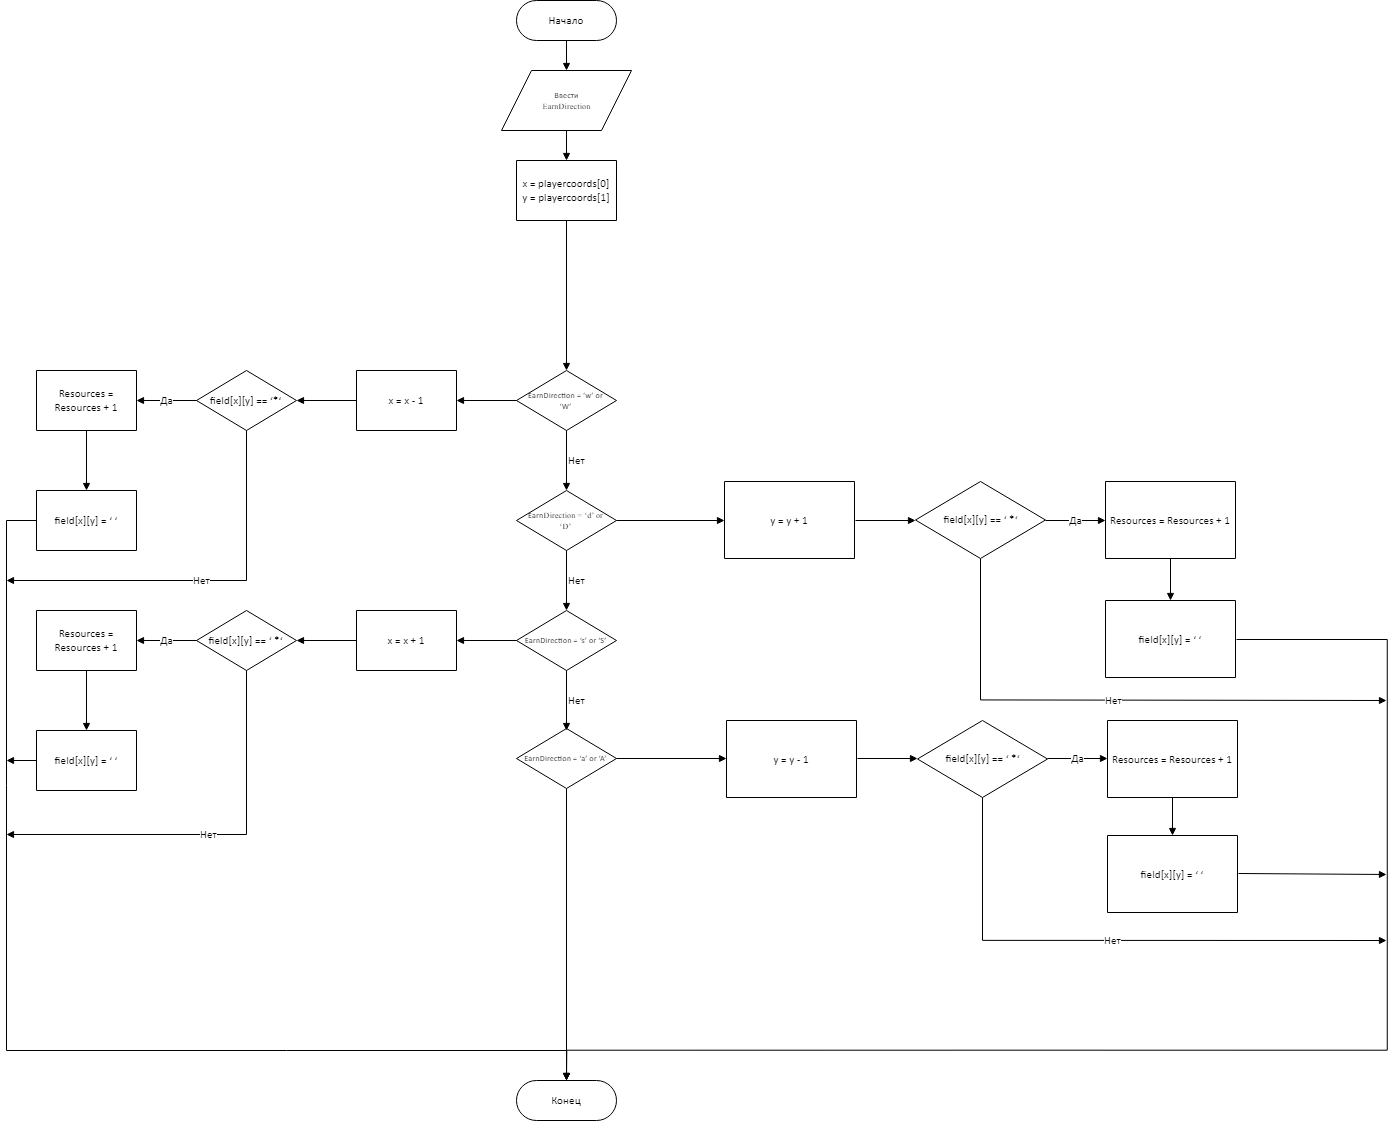 Начало
Ввести
EarnDirection
x = playercoords[0]
y = playercoords[1]
Resources =
Resources + 1
Да
field[x][y] == ‘*’
x = x - 1
EarnDirection = ‘w’ or
‘W’
Нет
field[x][y] = ‘ ‘
EarnDirection = ‘d’ or
‘D’
y = y + 1
field[x][y] == ‘ *‘
Да
Resources = Resources + 1
Нет
Нет
Resources =
Resources + 1
Да
field[x][y] == ‘ *‘
x = x + 1
EarnDirection = ‘s’ or ‘S’
field[x][y] = ‘ ‘
Нет
Нет
field[x][y] = ‘ ‘
EarnDirection = ‘a’ or ‘A’
y = y - 1
field[x][y] == ‘ *‘
Да
Resources = Resources + 1
Нет
field[x][y] = ‘ ‘
Нет
Конец